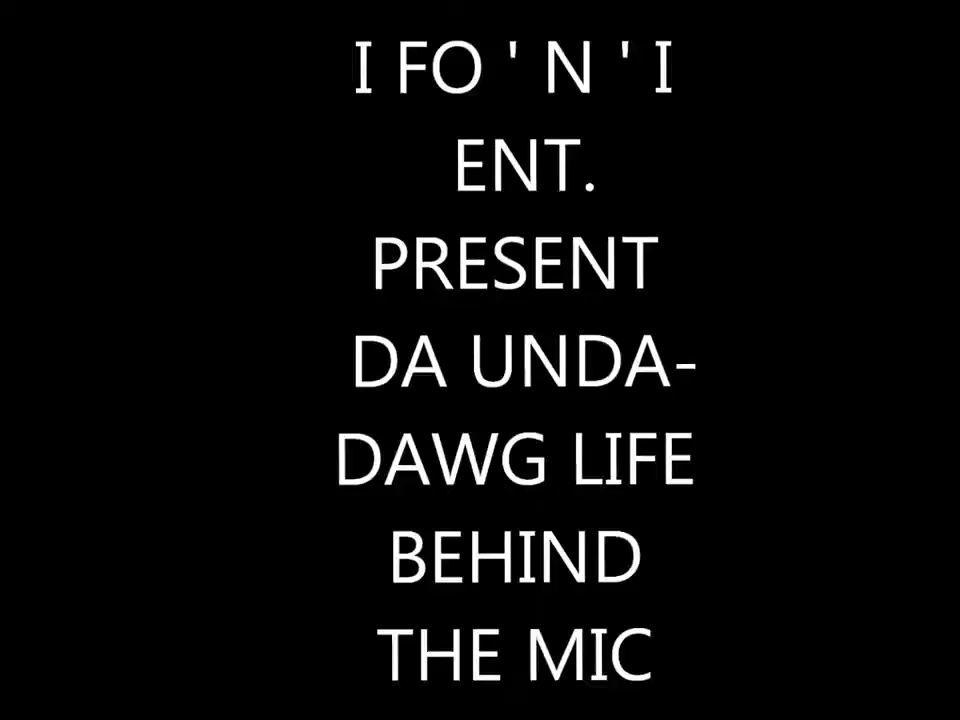 I FO ' N ' I
ENT.
PRESENT
DA UNDA-
DAWG LIFE
BEHIND
THE MIC